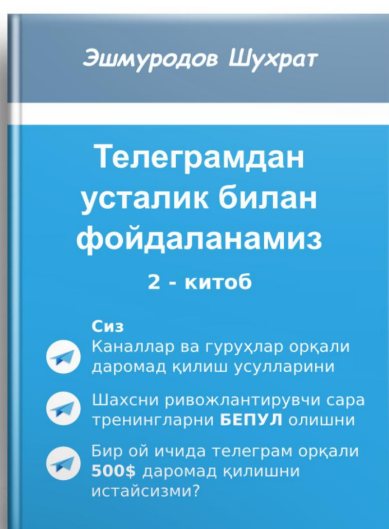 Эшмуродов Шухрат
Телеграмдан
усталик билан
фойдаланамиз
2 - китоб
Сиз
Каналлар ва гуруҳлар орқали
даромад қилиш усулларини
Шахсни ривожлантирувчи сара
тренингларни БЕПУЛ олишни
Бир ой ичида телеграм орқали
500$ даромад қилишни
истайсизми?